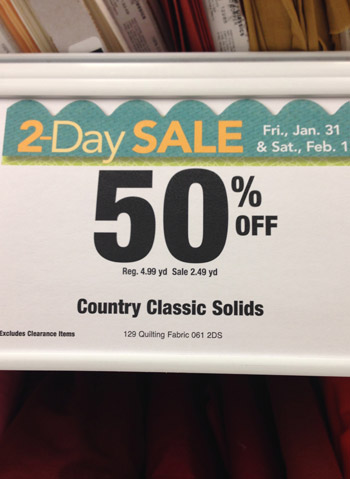 2-Day SALE
Fri., Jan. 31
& Sat., Feb. 1
50% OFF
Reg. 4.99 yd Sale 2.49 yd
Country Classic Solids
Excludes Clearance Items
129 Quilting Fabric 061 2DS